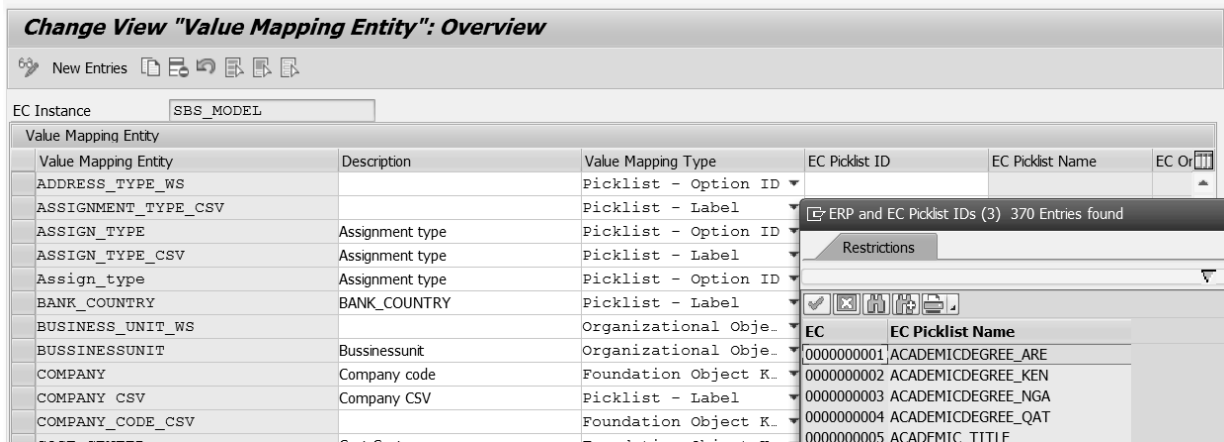 Change View "Value Mapping Entity": Overview
New Entries
EC Instance SBS_MODEL
Value Mapping Entity
Value Mapping Entity Description Value Mapping Type EC Picklist ID EC Picklist Name EC Or
ADDRESS_TYPE_WS Picklist - Option ID
ASSIGNMENT_TYPE_CSV Picklist - Label
ASSIGN_TYPE Assignment type Picklist - Option ID
ASSIGN_TYPE_CSV Assignment type Picklist - Label
Assign_type Assignment type Picklist - Option ID
BANK_COUNTRY BANK_COUNTRY Picklist - Label
BUSINESS_UNIT_WS Organizational Obje…
BUSSINESSUNIT Bussinessunit Organizational Obje…
COMPANY Company code Foundation Object K…
COMPANY CSV Company CSV Picklist - Label
COMPANY_CODE_CSV Foundation Object K…
ERP and EC Picklist IDs (3) 370 Entries found
Restrictions
EC EC Picklist Name
0000000001 ACADEMICDEGREE_ARE
0000000002 ACADEMICDEGREE_KEN
0000000003 ACADEMICDEGREE_NGA
0000000004 ACADEMICDEGREE_QAT
0000000005 ACADEMIC_TITLE